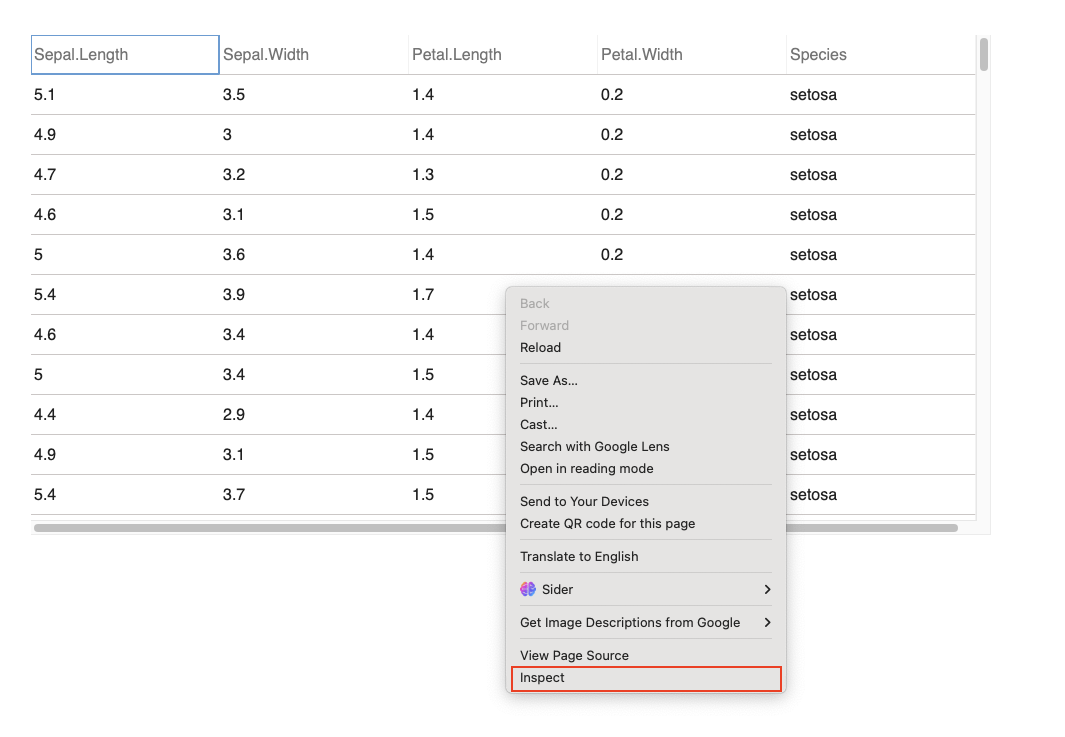 Sepal.Length Sepal.Width Petal.Length Petal.Width Species
5.1 3.5 1.4 0.2 setosa
4.9 3 1.4 0.2 setosa
4.7 3.2 1.3 0.2 setosa
4.6 3.1 1.5 0.2 setosa
5 3.6 1.4 0.2 setosa
5.4 3.9 1.7 setosa
4.6 3.4 1.4 setosa
5 3.4 1.5 setosa
4.4 2.9 1.4 setosa
4.9 3.1 1.5 setosa
5.4 3.7 1.5 setosa
Back
Forward
Reload
Save As...
Print...
Cast...
Search with Google Lens
Open in reading mode
Send to Your Devices
Create QR code for this page
Translate to English
Sider
Get Image Descriptions from Google
View Page Source
Inspect